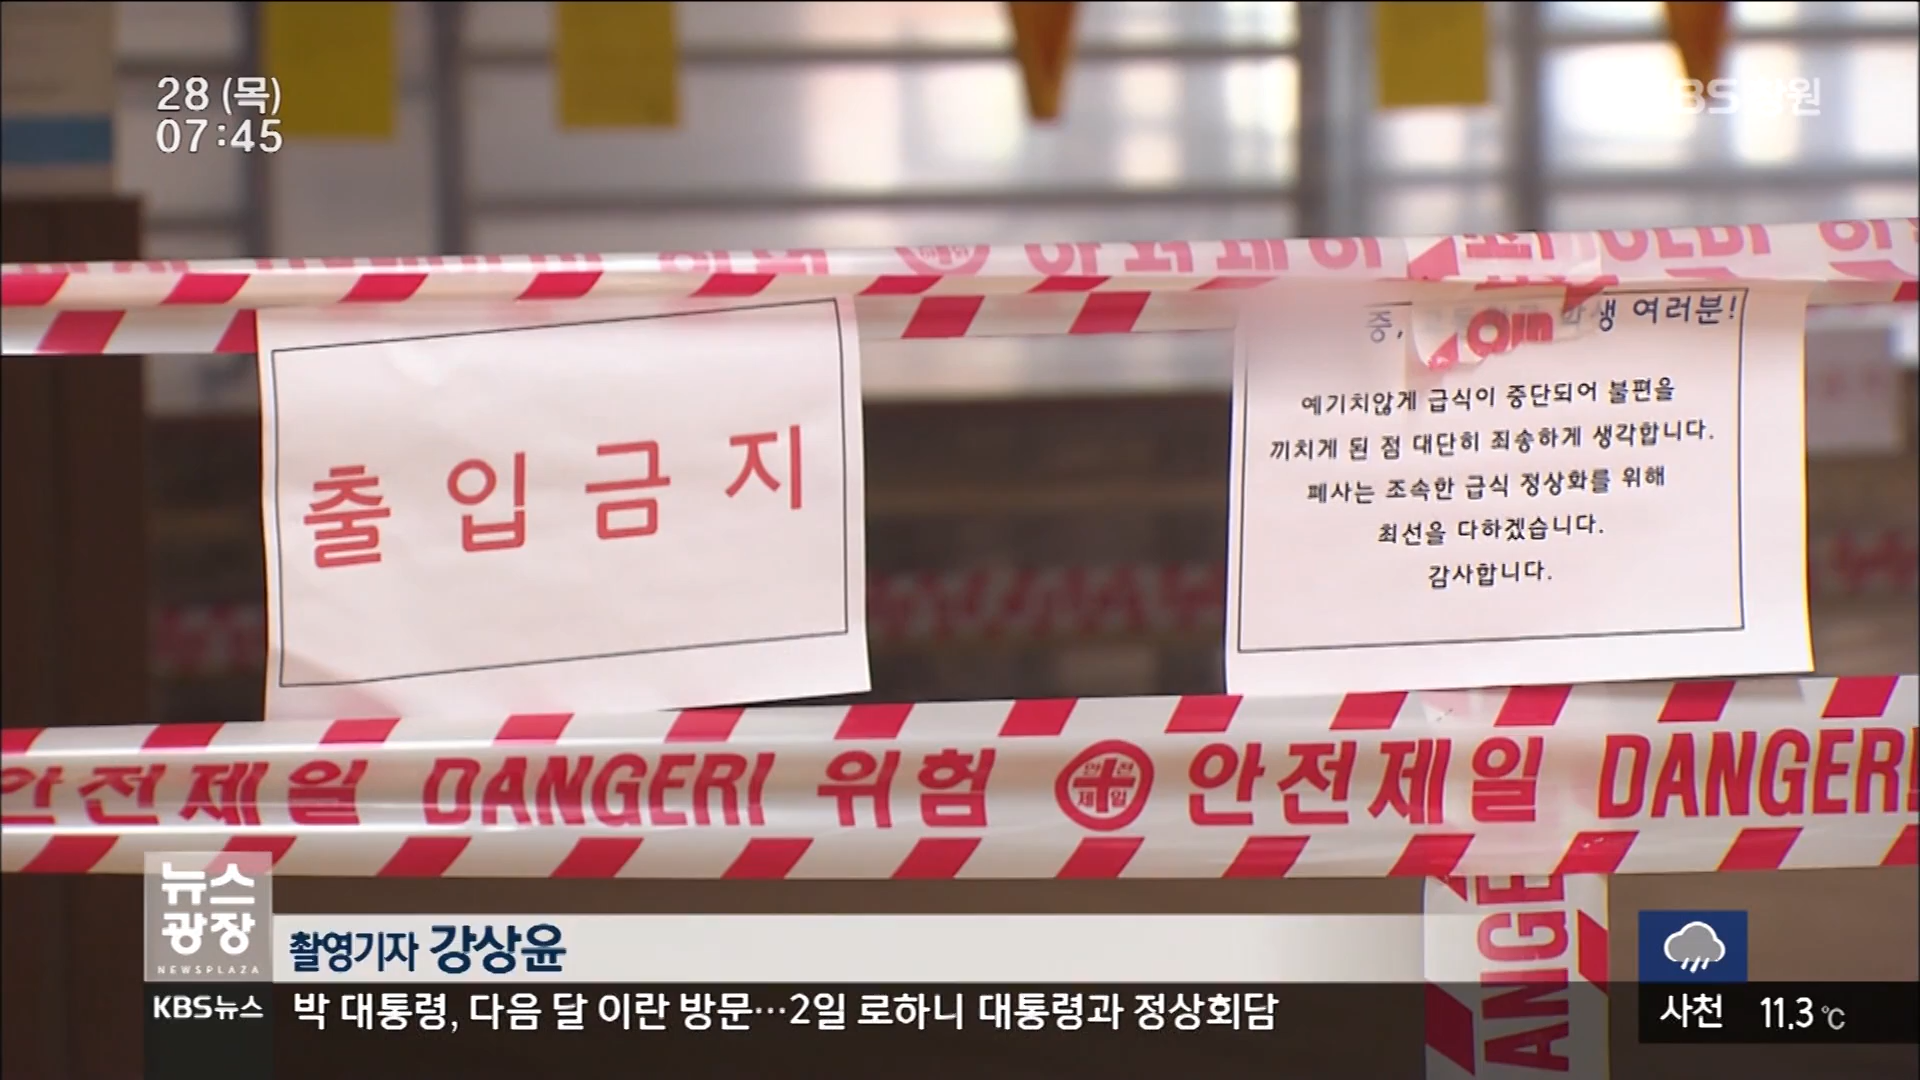 28 (목)
07:45
출입금지
생 여러분!
예기치않게 급식이 중단되어 불편을
끼치게 된 점 대단히 죄송하게 생각합니다.
폐사는 조속한 급식 정상화를 위해
최선을 다하겠습니다.
감사합니다.
안전제일 DANGER! 위험 안전제일 안전제일 DANGER!
뉴스
광장
NEWSPLAZA
촬영기자 강상윤
KBS뉴스 박 대통령, 다음 달 이란 방문…2일 로하니 대통령과 정상회담
사천 11.3℃